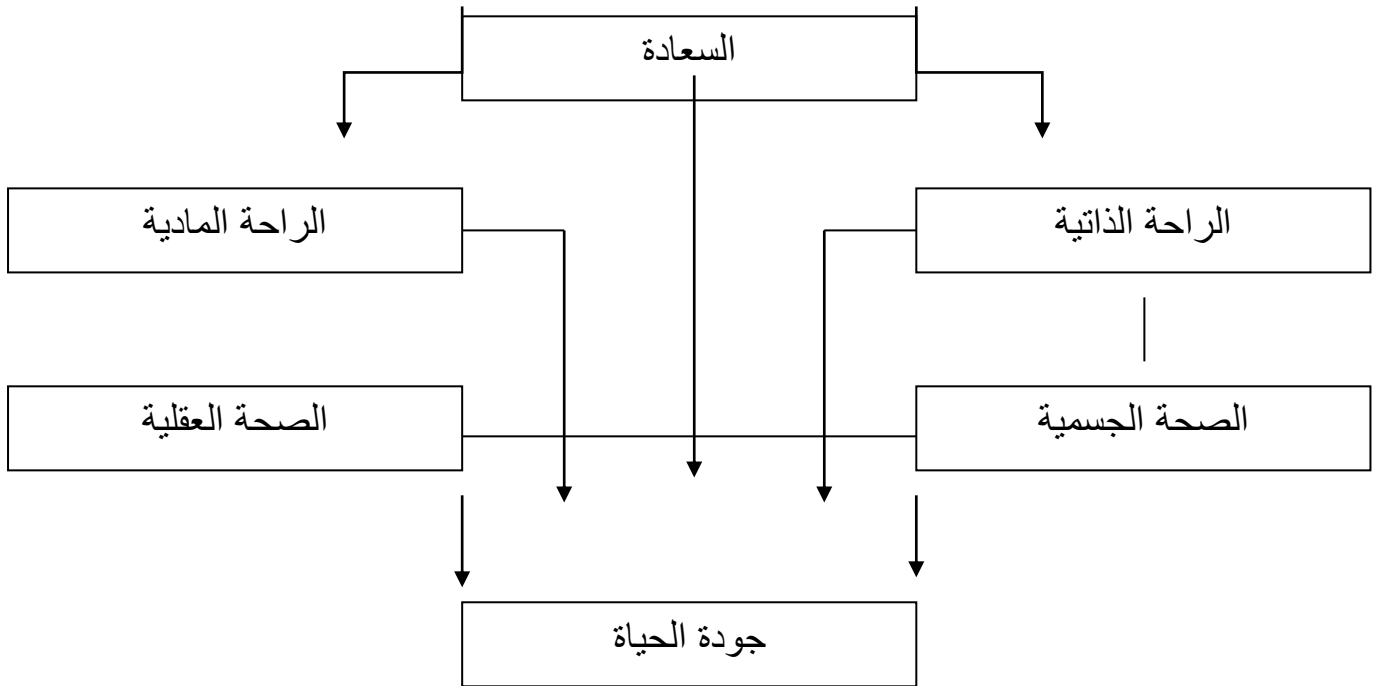 السعادة
الراحة الذاتية
الراحة المادية
الصحة الجسمية
الصحة العقلية
جودة الحياة